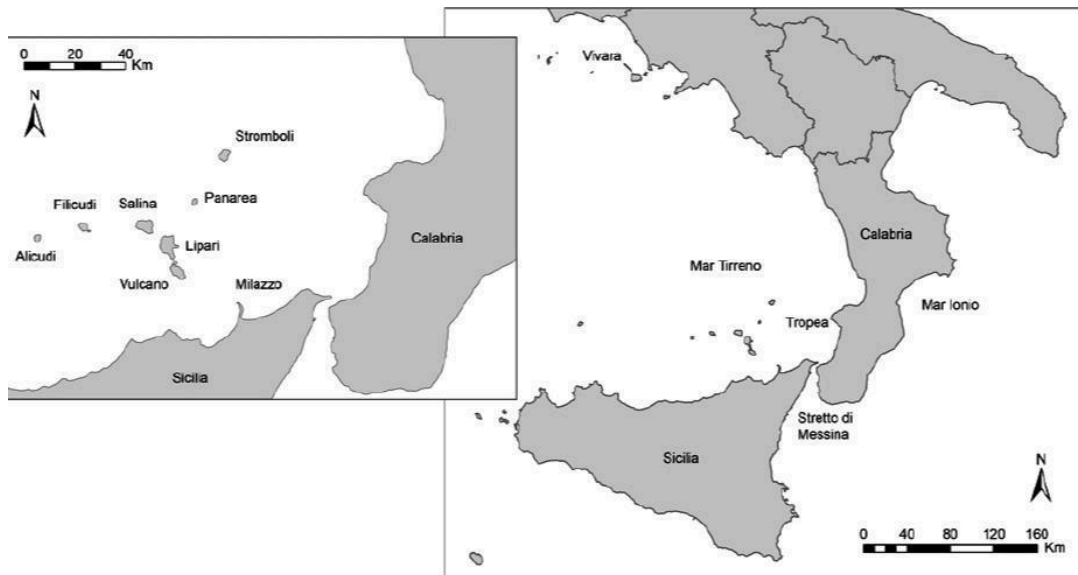 0 20 40
Km
N
Stromboli
Filicudi
Salina
Panarea
Alicudi
Lipari
Vulcano
Milazzo
Calabria
Sicilia
Vivara
Calabria
Mar Tirreno
Tropea
Mar Ionio
Stretto di
Messina
Sicilia
N
0 40 80 120 160
Km